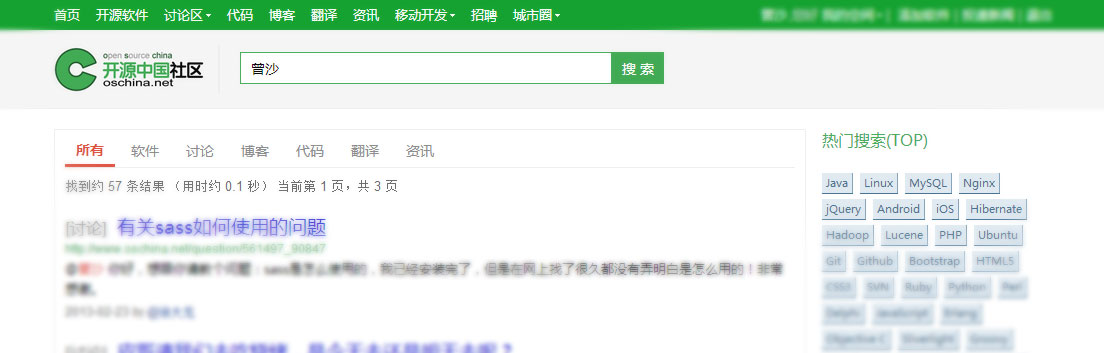 首页 开源软件 讨论区 代码 博客 翻译 资讯 移动开发 招聘 城市圈
open source china
开源中国社区
oschina.net
曾沙 搜 索
所有 软件 讨论 博客 代码 翻译 资讯
找到约 57 条结果 （用时约 0.1 秒） 当前第 1 页，共 3 页
[讨论] 有关sass如何使用的问题
http://www.oschina.net/question/561497_90847
你好，想跟你请教个问题：sass是怎么使用的，我已经安装完了，但是在网上找了很久都没有弄明白是怎么用的！非常
想要。
2013-02-23 by
热门搜索(TOP)
Java Linux MySQL Nginx
jQuery Android iOS Hibernate
Hadoop Lucene PHP Ubuntu
Git Github Bootstrap HTML5
CSS3 SVN Ruby Python Perl
Delphi JavaScript Erlang
Objective C Silverlight Groovy